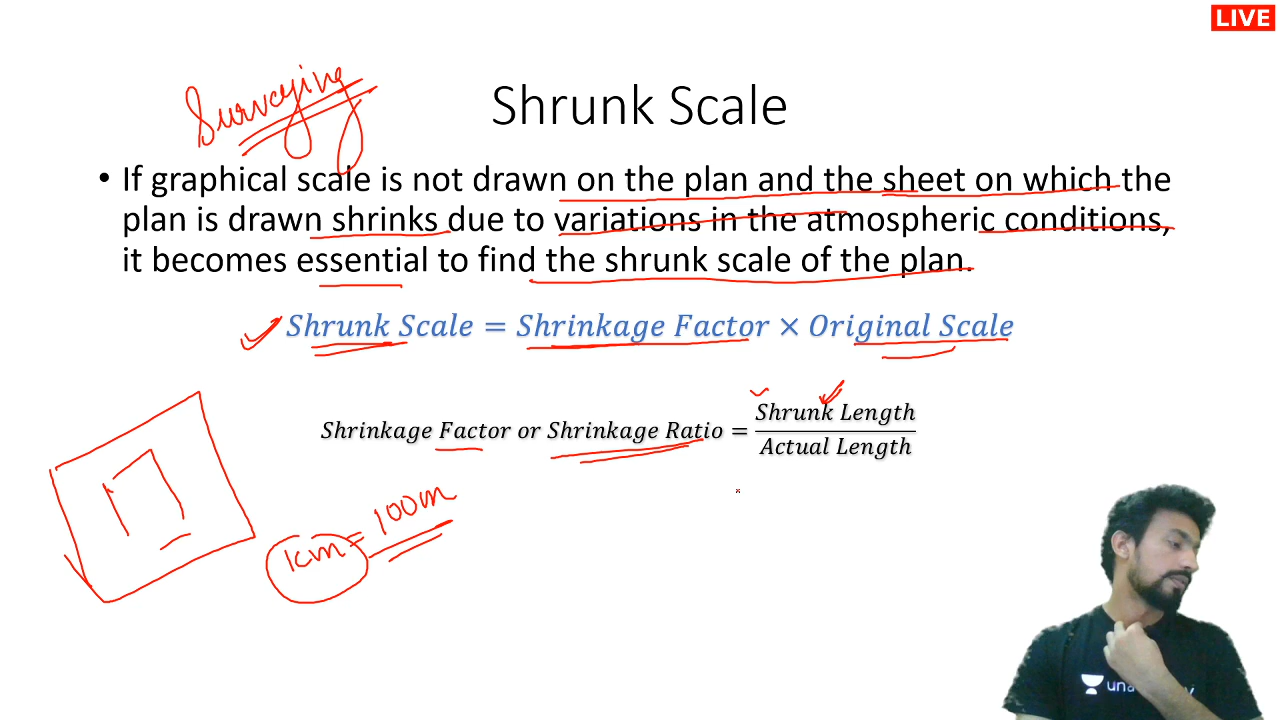 LIVE
Surveying
Shrunk Scale
• If graphical scale is not drawn on the plan and the sheet on which the
plan is drawn shrinks due to variations in the atmospheric conditions,
it becomes essential to find the shrunk scale of the plan.
Shrunk Scale = Shrinkage Factor × Original Scale
Shrinkage Factor or Shrinkage Ratio = Shrunk Length / Actual Length
1cm = 100m